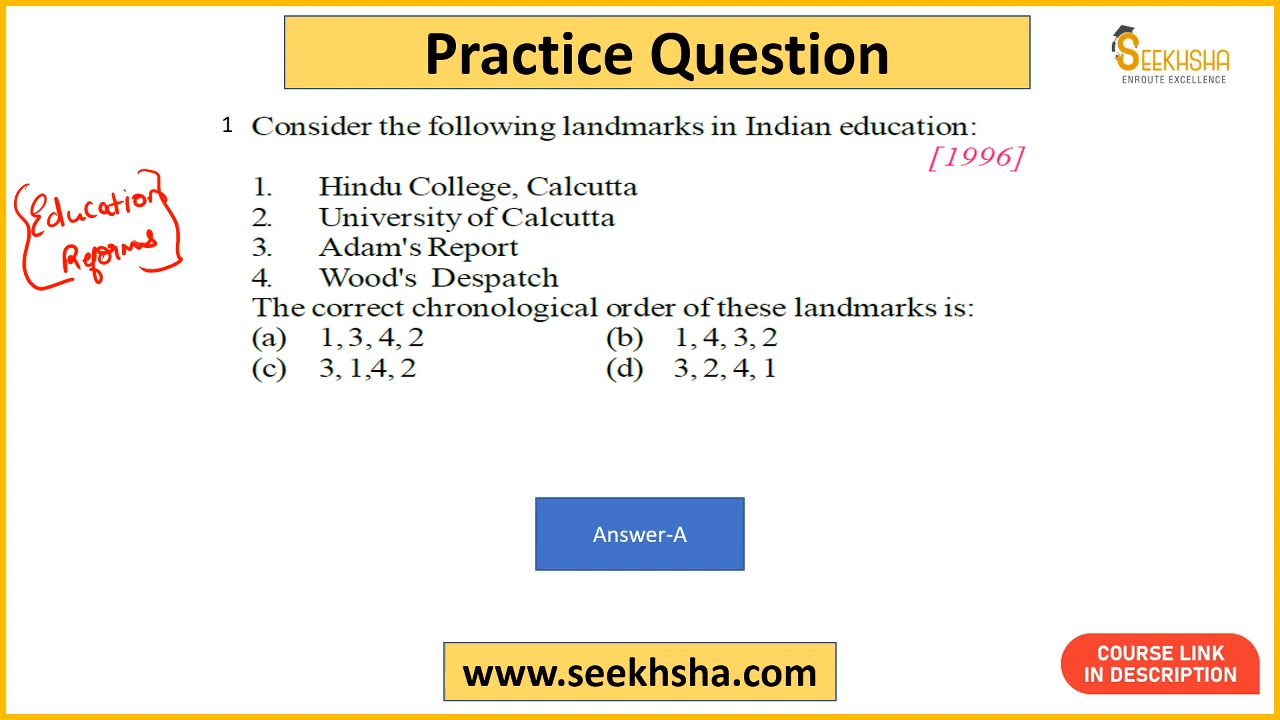 Practice Question
SEEKHSHA
ENROUTE EXCELLENCE
1 Consider the following landmarks in Indian education:
[1996]
1. Hindu College, Calcutta
2. University of Calcutta
3. Adam's Report
4. Wood's Despatch
The correct chronological order of these landmarks is:
(a) 1, 3, 4, 2 (b) 1, 4, 3, 2
(c) 3, 1,4, 2 (d) 3, 2, 4, 1
Education
Reforms
Answer-A
www.seekhsha.com
COURSE LINK
IN DESCRIPTION